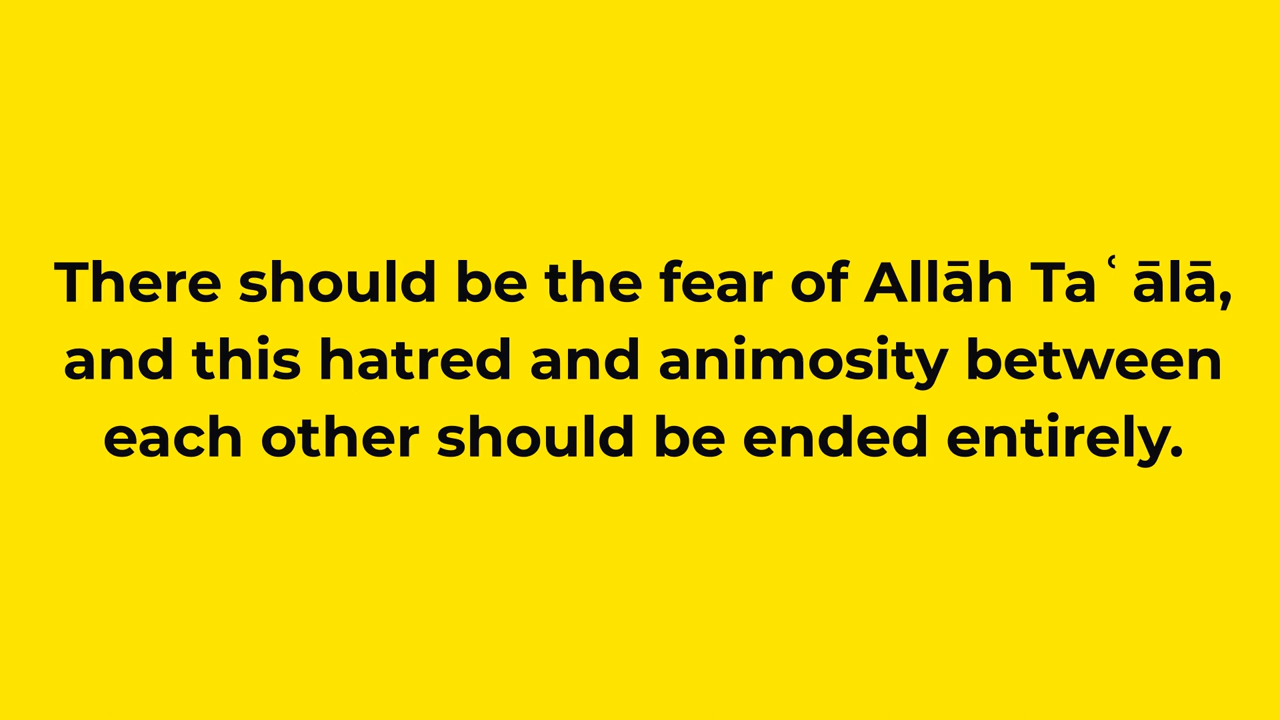 There should be the fear of Allāh Taʿālā,
and this hatred and animosity between
each other should be ended entirely.